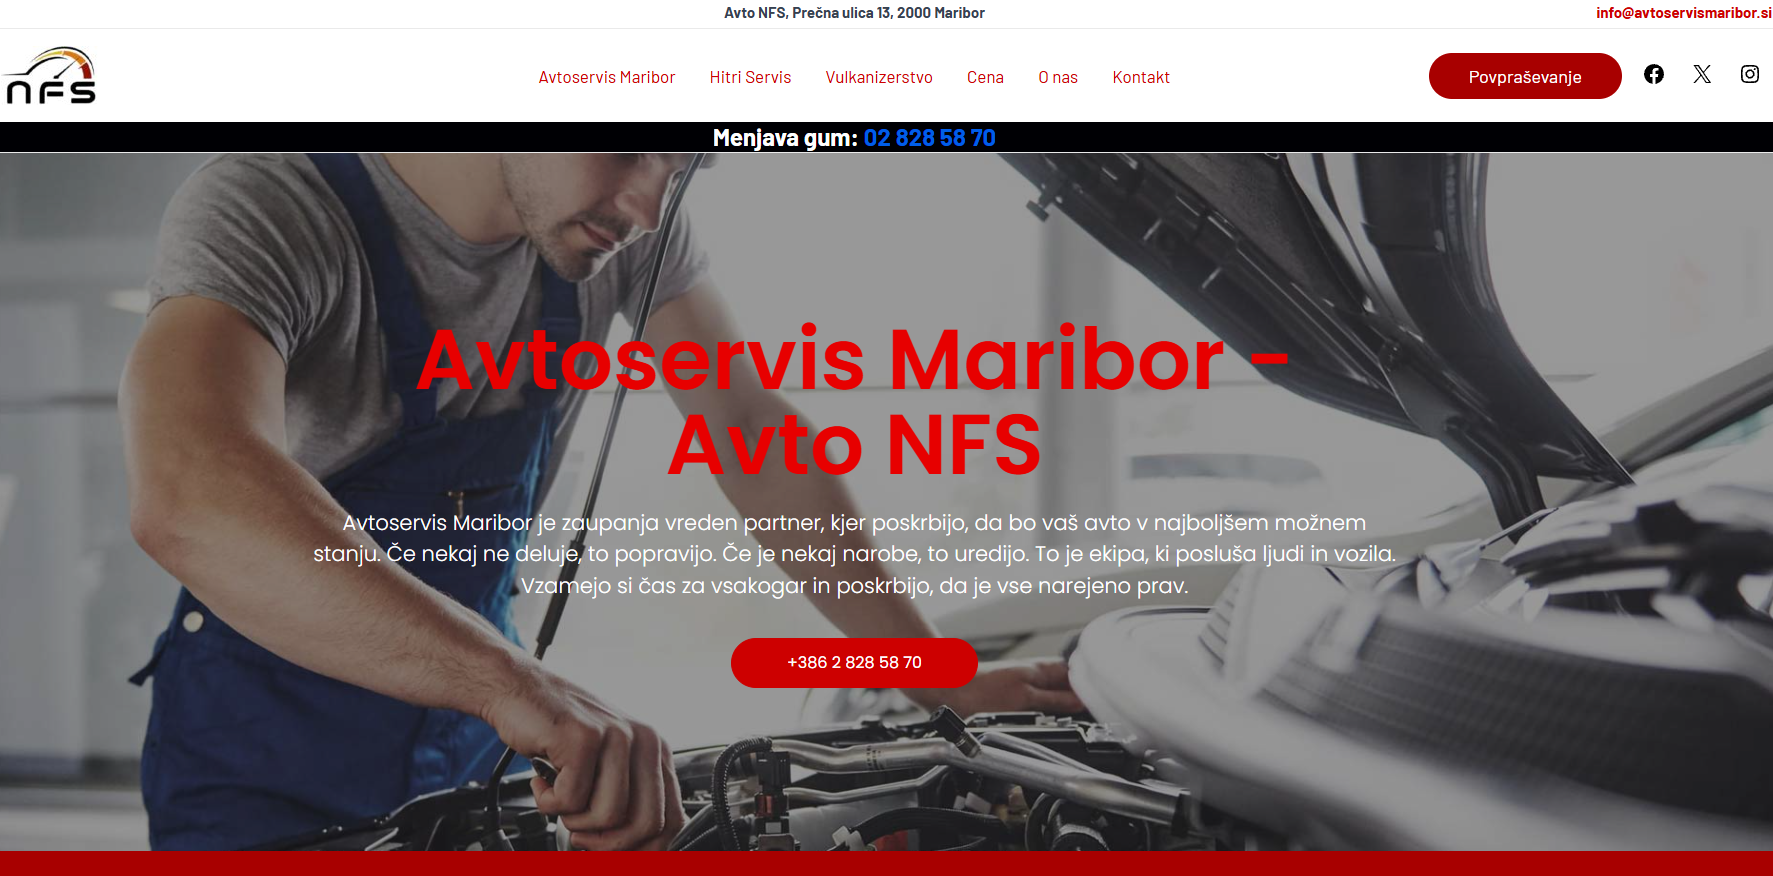 Avto NFS, Prečna ulica 13, 2000 Maribor
info@avtoservismaribor.si
nFS
Avtoservis Maribor
Hitri Servis
Vulkanizerstvo
Cena
O nas
Kontakt
Povpraševanje
Menjava gum: 02 828 58 70
Avtoservis Maribor -
Avto NFS
Avtoservis Maribor je zaupanja vreden partner, kjer poskrbijo, da bo vaš avto v najboljšem možnem
stanju. Če nekaj ne deluje, to popravijo. Če je nekaj narobe, to uredijo. To je ekipa, ki posluša ljudi in vozila.
Vzamejo si čas za vsakogar in poskrbijo, da je vse narejeno prav.
+386 2 828 58 70